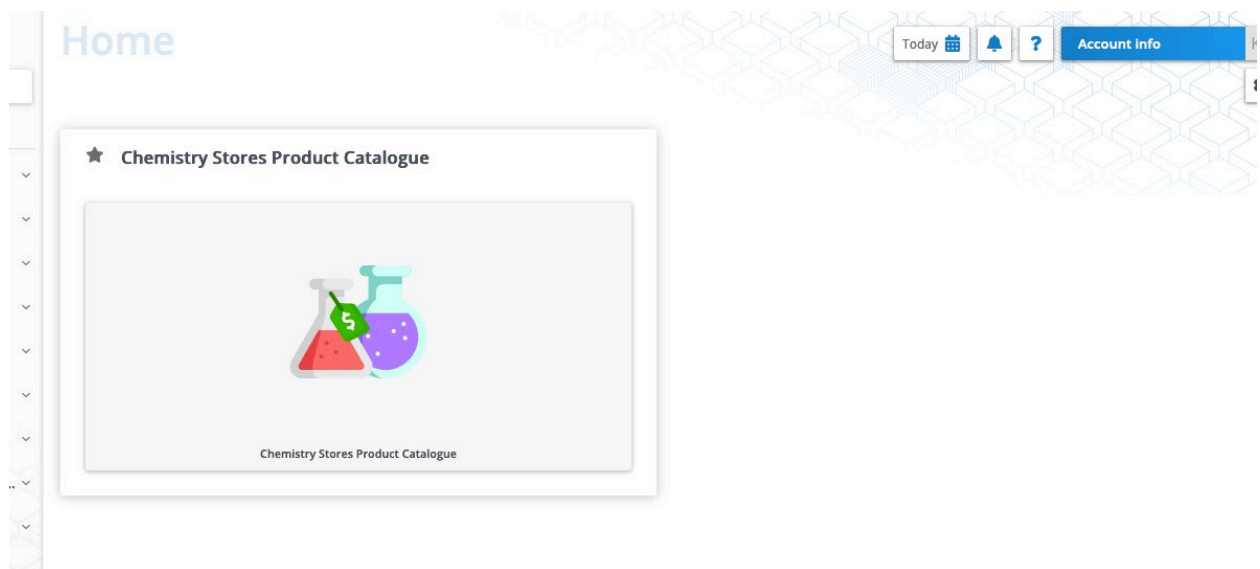 Home
Today
?
Account info
Chemistry Stores Product Catalogue
$
Chemistry Stores Product Catalogue
..